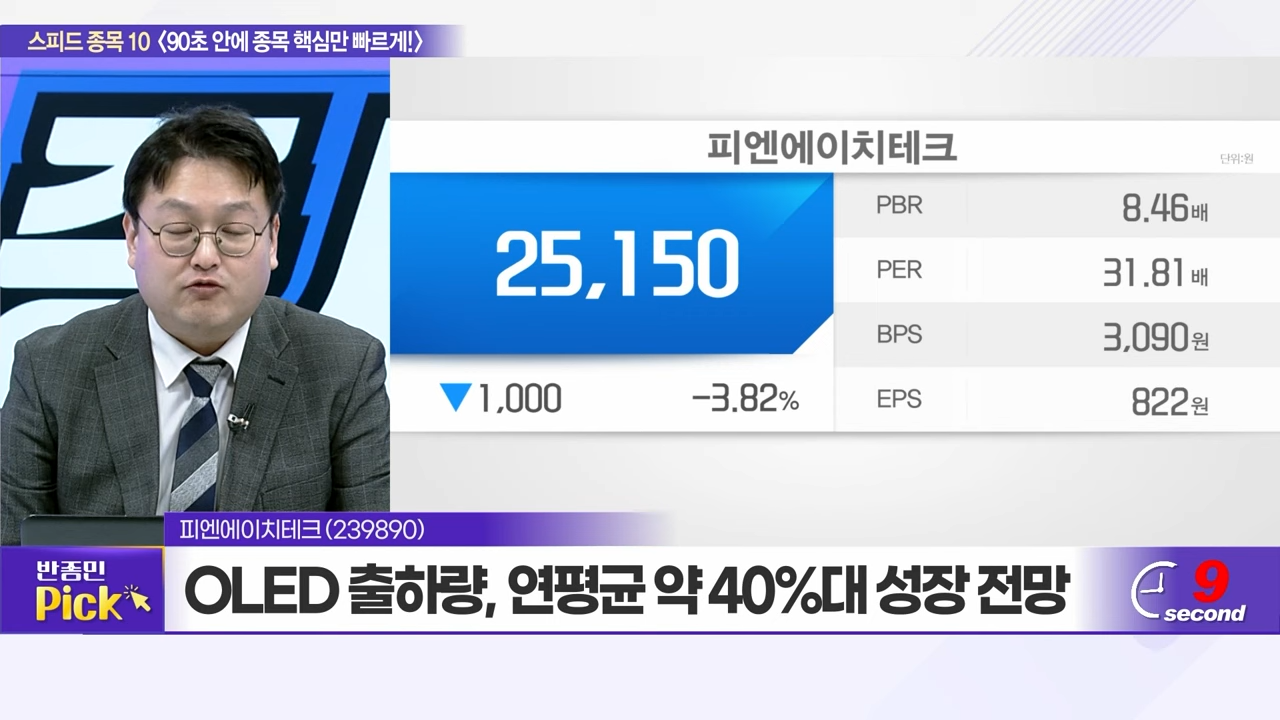 스피드 종목 10 〈90초 안에 종목 핵심만 빠르게!〉
피엔에이치테크
단위:원
25,150
▼1,000 -3.82%
PBR 8.46배
PER 31.81배
BPS 3,090원
EPS 822원
피엔에이치테크 (239890)
반종민
Pick
OLED 출하량, 연평균 약 40%대 성장 전망
9
second